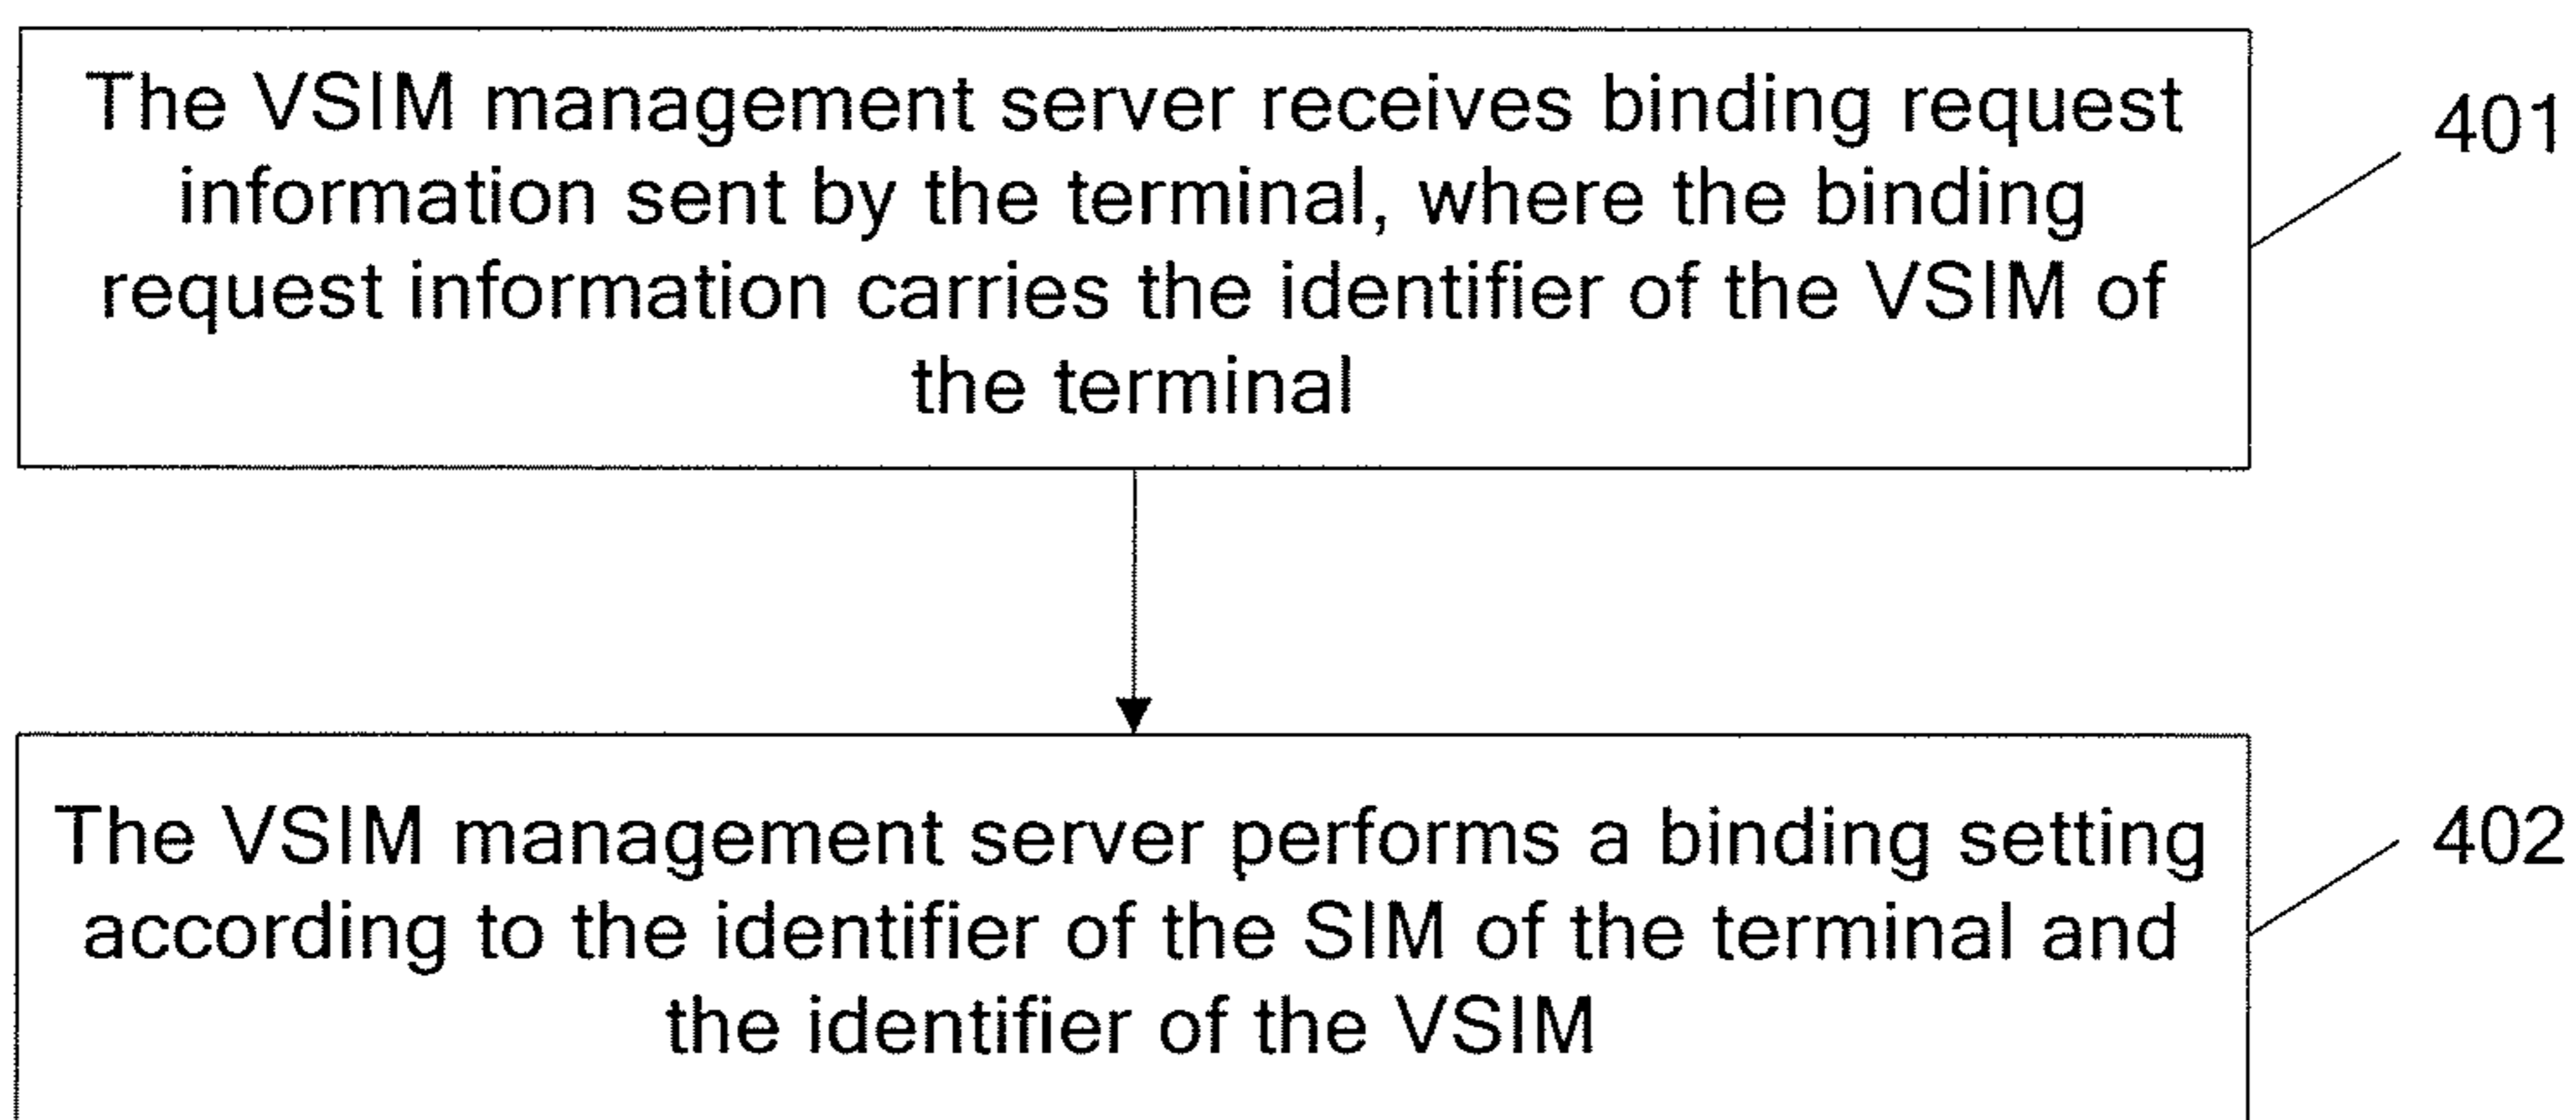 The VSIM management server receives binding request
information sent by the terminal, where the binding
request information carries the identifier of the VSIM of
the terminal
401
The VSIM management server performs a binding setting
according to the identifier of the SIM of the terminal and
the identifier of the VSIM
402